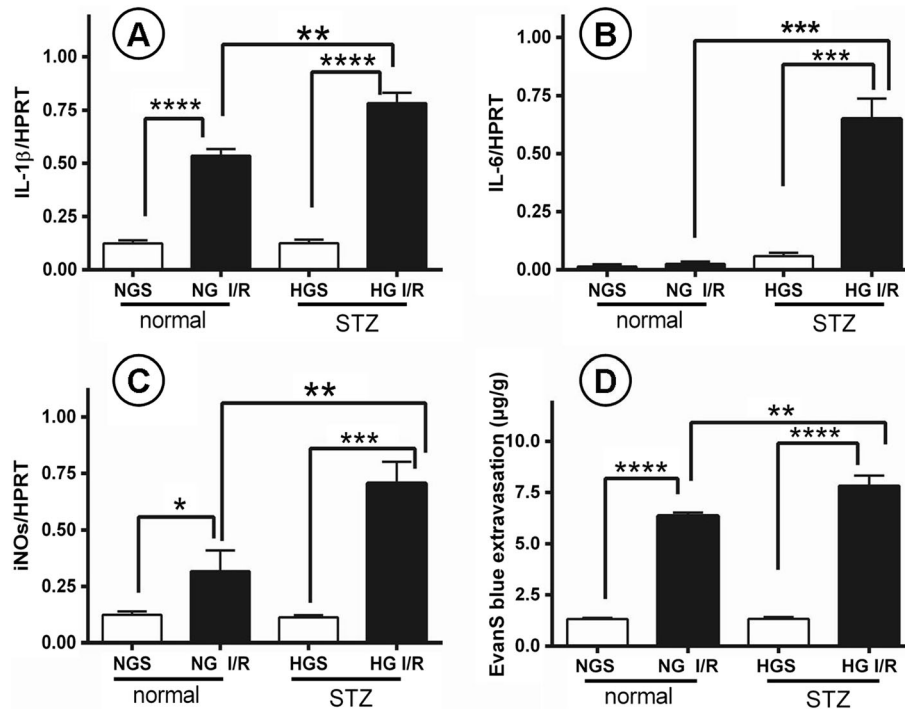 A
IL-1β/HPRT
1.00
0.75
0.50
0.25
0.00
****
**
****
NGS NG I/R HGS HG I/R
normal STZ
B
IL-6/HPRT
1.00
0.75
0.50
0.25
0.00
***
***
NGS NG I/R HGS HG I/R
normal STZ
C
iNOs/HPRT
1.00
0.75
0.50
0.25
0.00
*
**
***
NGS NG I/R HGS HG I/R
normal STZ
D
EvanS blue extravasation (µg/g)
10.0
7.5
5.0
2.5
0.0
****
**
****
NGS NG I/R HGS HG I/R
normal STZ